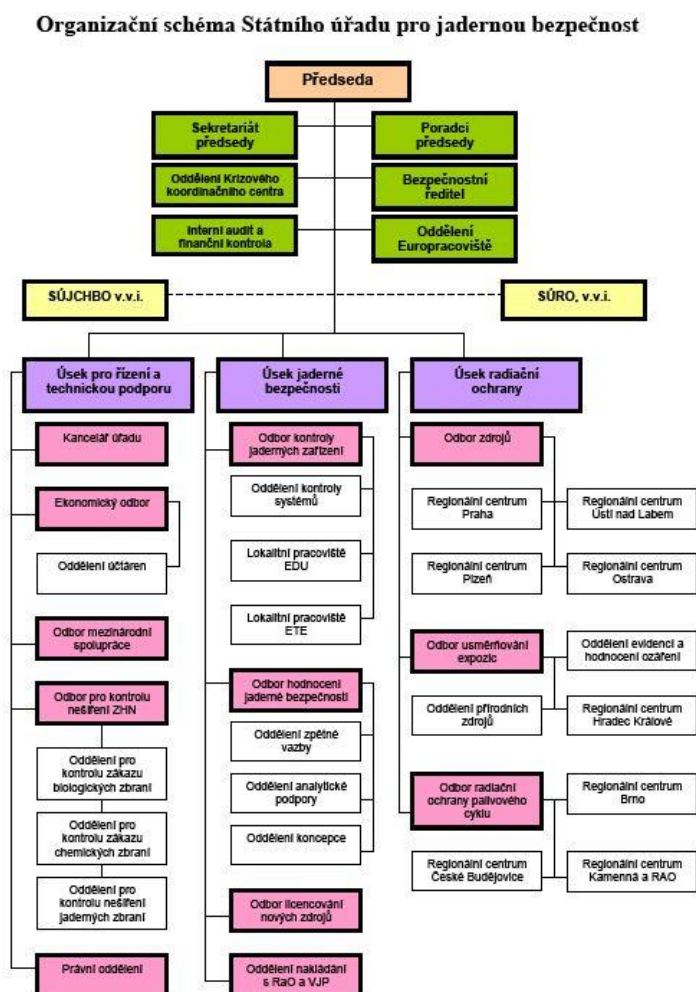 Organizační schéma Státního úřadu pro jadernou bezpečnost
Předseda
Sekretariát
předsedy
Poradci
předsedy
Oddělení Krizového
koordinačního centra
Bezpečnostní
ředitel
Interní audit a
finanční kontrola
Oddělení
Europracoviště
SÚJCHBO v.v.i.
SÚRO, v.v.i.
Úsek pro řízení a
technickou podporu
Kancelář úřadu
Ekonomický odbor
Oddělení účtáren
Odbor mezinárodní
spolupráce
Odbor pro kontrolu
nešíření ZHN
Oddělení pro
kontrolu zákazu
biologických zbraní
Oddělení pro
kontrolu zákazu
chemických zbraní
Oddělení pro
kontrolu nešíření
jaderných zbraní
Právní oddělení
Úsek jaderné
bezpečnosti
Odbor kontroly
jaderných zařízení
Oddělení kontroly
systémů
Lokalitní pracoviště
EDU
Lokalitní pracoviště
ETE
Odbor hodnocení
jaderné bezpečnosti
Oddělení zpětné
vazby
Oddělení analytické
podpory
Oddělení koncepce
Odbor licencování
nových zdrojů
Oddělení nakládání
s RaO a VJP
Úsek radiační
ochrany
Odbor zdrojů
Regionální centrum
Praha
Regionální centrum
Ústí nad Labem
Regionální centrum
Plzeň
Regionální centrum
Ostrava
Odbor usměrňování
expozic
Oddělení evidencí a
hodnocení ozáření
Oddělení přírodních
zdrojů
Regionální centrum
Hradec Králové
Odbor radiační
ochrany palivového
cyklu
Regionální centrum
Brno
Regionální centrum
České Budějovice
Regionální centrum
Kamenná a RAO